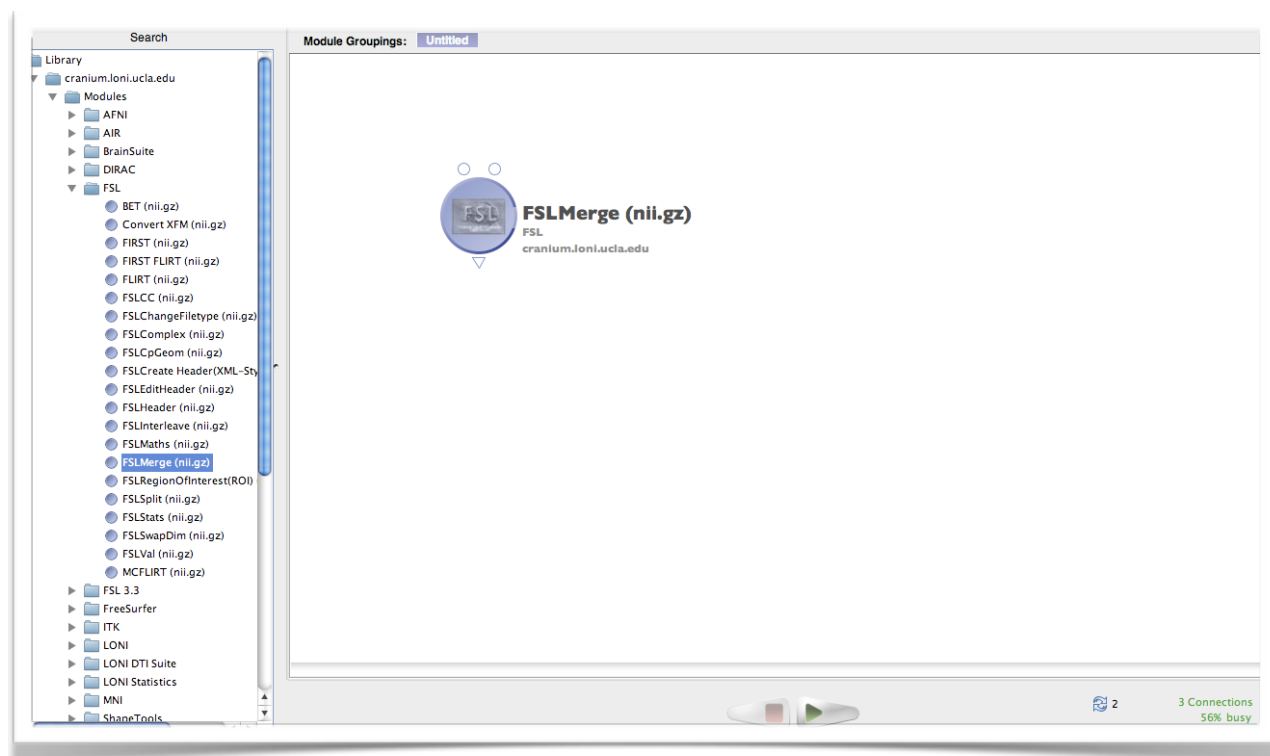 Search
Library
cranium.loni.ucla.edu
Modules
AFNI
AIR
BrainSuite
DIRAC
FSL
BET (nii.gz)
Convert XFM (nii.gz)
FIRST (nii.gz)
FIRST FLIRT (nii.gz)
FLIRT (nii.gz)
FSLCC (nii.gz)
FSLChangeFiletype (nii.gz)
FSLComplex (nii.gz)
FSLCpGeom (nii.gz)
FSLCreate Header(XML-Sty
FSLEditHeader (nii.gz)
FSLHeader (nii.gz)
FSLInterleave (nii.gz)
FSLMaths (nii.gz)
FSLMerge (nii.gz)
FSLRegionOfInterest(ROI)
FSLSplit (nii.gz)
FSLStats (nii.gz)
FSLSwapDim (nii.gz)
FSLVal (nii.gz)
MCFLIRT (nii.gz)
FSL 3.3
FreeSurfer
ITK
LONI
LONI DTI Suite
LONI Statistics
MNI
ShapeTools
Module Groupings: Untitled
FSL
FSLMerge (nii.gz)
FSL
cranium.loni.ucla.edu
2
3 Connections
56% busy